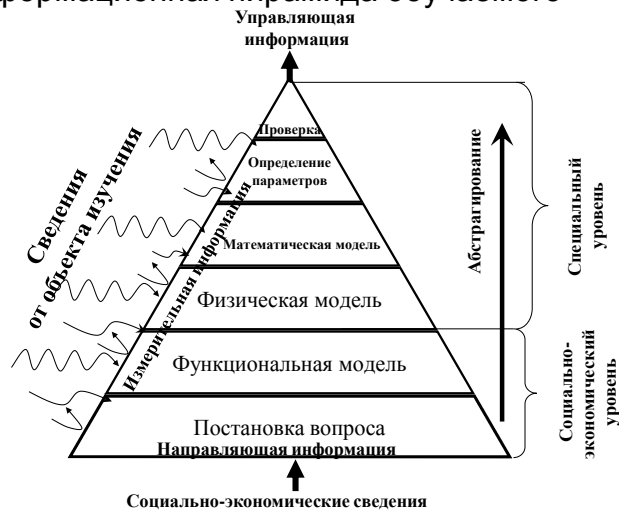 формационная пирамида обучаемого
Управляющая
информация
Проверка
Определение
параметров
Математическая модель
Физическая модель
Функциональная модель
Постановка вопроса
Направляющая информация
Социально-экономические сведения
Сведения
от объекта изучения
Измерительная информация
Абстрагирование
Специальный
уровень
Социально-
экономический
уровень